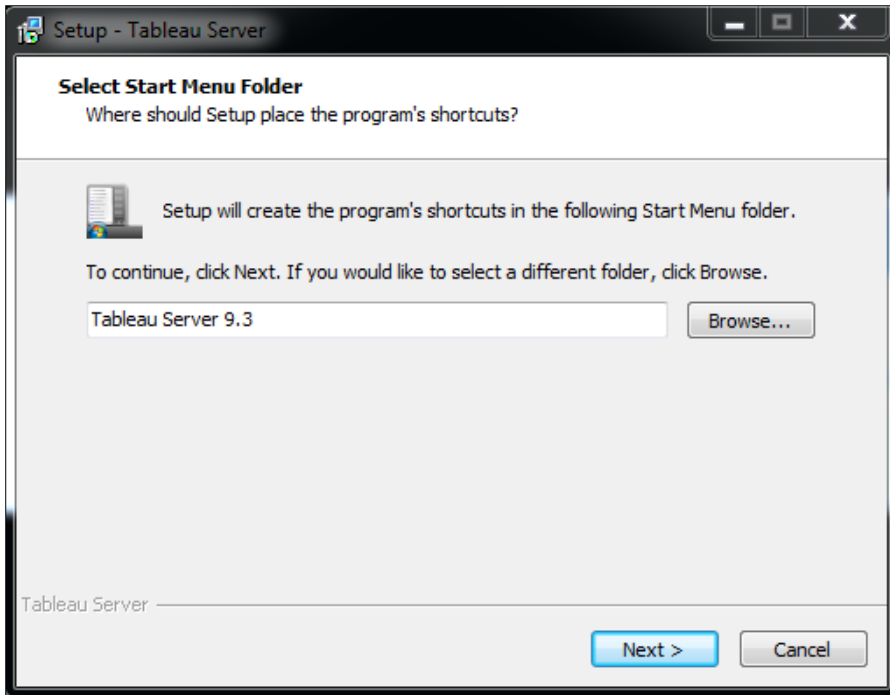 Setup - Tableau Server
Select Start Menu Folder
Where should Setup place the program's shortcuts?
Setup will create the program's shortcuts in the following Start Menu folder.
To continue, click Next. If you would like to select a different folder, click Browse.
Tableau Server 9.3
Browse...
Tableau Server
Next >
Cancel